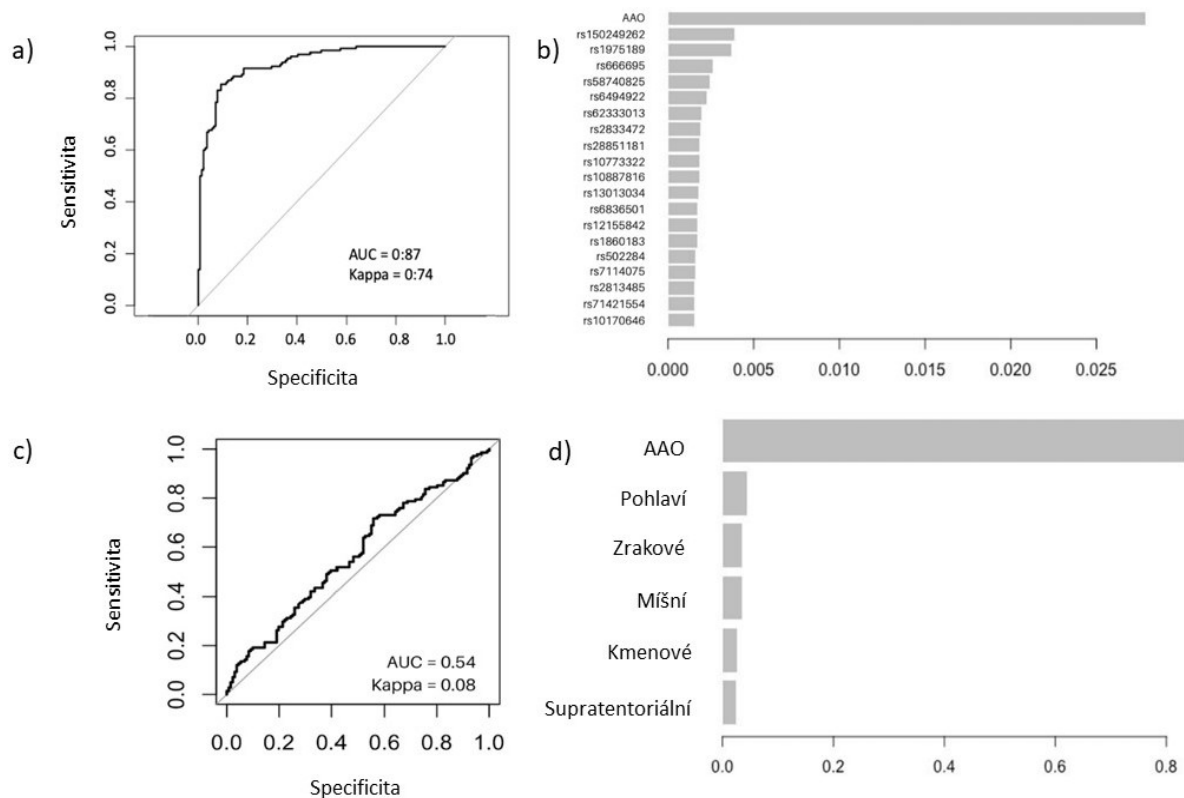 a)
Sensitivita
1.0
0.8
0.6
0.4
0.2
0.0
AUC = 0:87
Kappa = 0:74
0.0 0.2 0.4 0.6 0.8 1.0
Specificita
b)
AAO
rs150249262
rs1975189
rs666695
rs58740825
rs6494922
rs62333013
rs2833472
rs28851181
rs10773322
rs10887816
rs13013034
rs6836501
rs12155842
rs1860183
rs502284
rs7114075
rs2813485
rs71421554
rs10170646
0.000 0.005 0.010 0.015 0.020 0.025
c)
Sensitivita
1.0
0.8
0.6
0.4
0.2
0.0
AUC = 0.54
Kappa = 0.08
0.0 0.2 0.4 0.6 0.8 1.0
Specificita
d)
AAO
Pohlaví
Zrakové
Míšní
Kmenové
Supratentoriální
0.0 0.2 0.4 0.6 0.8